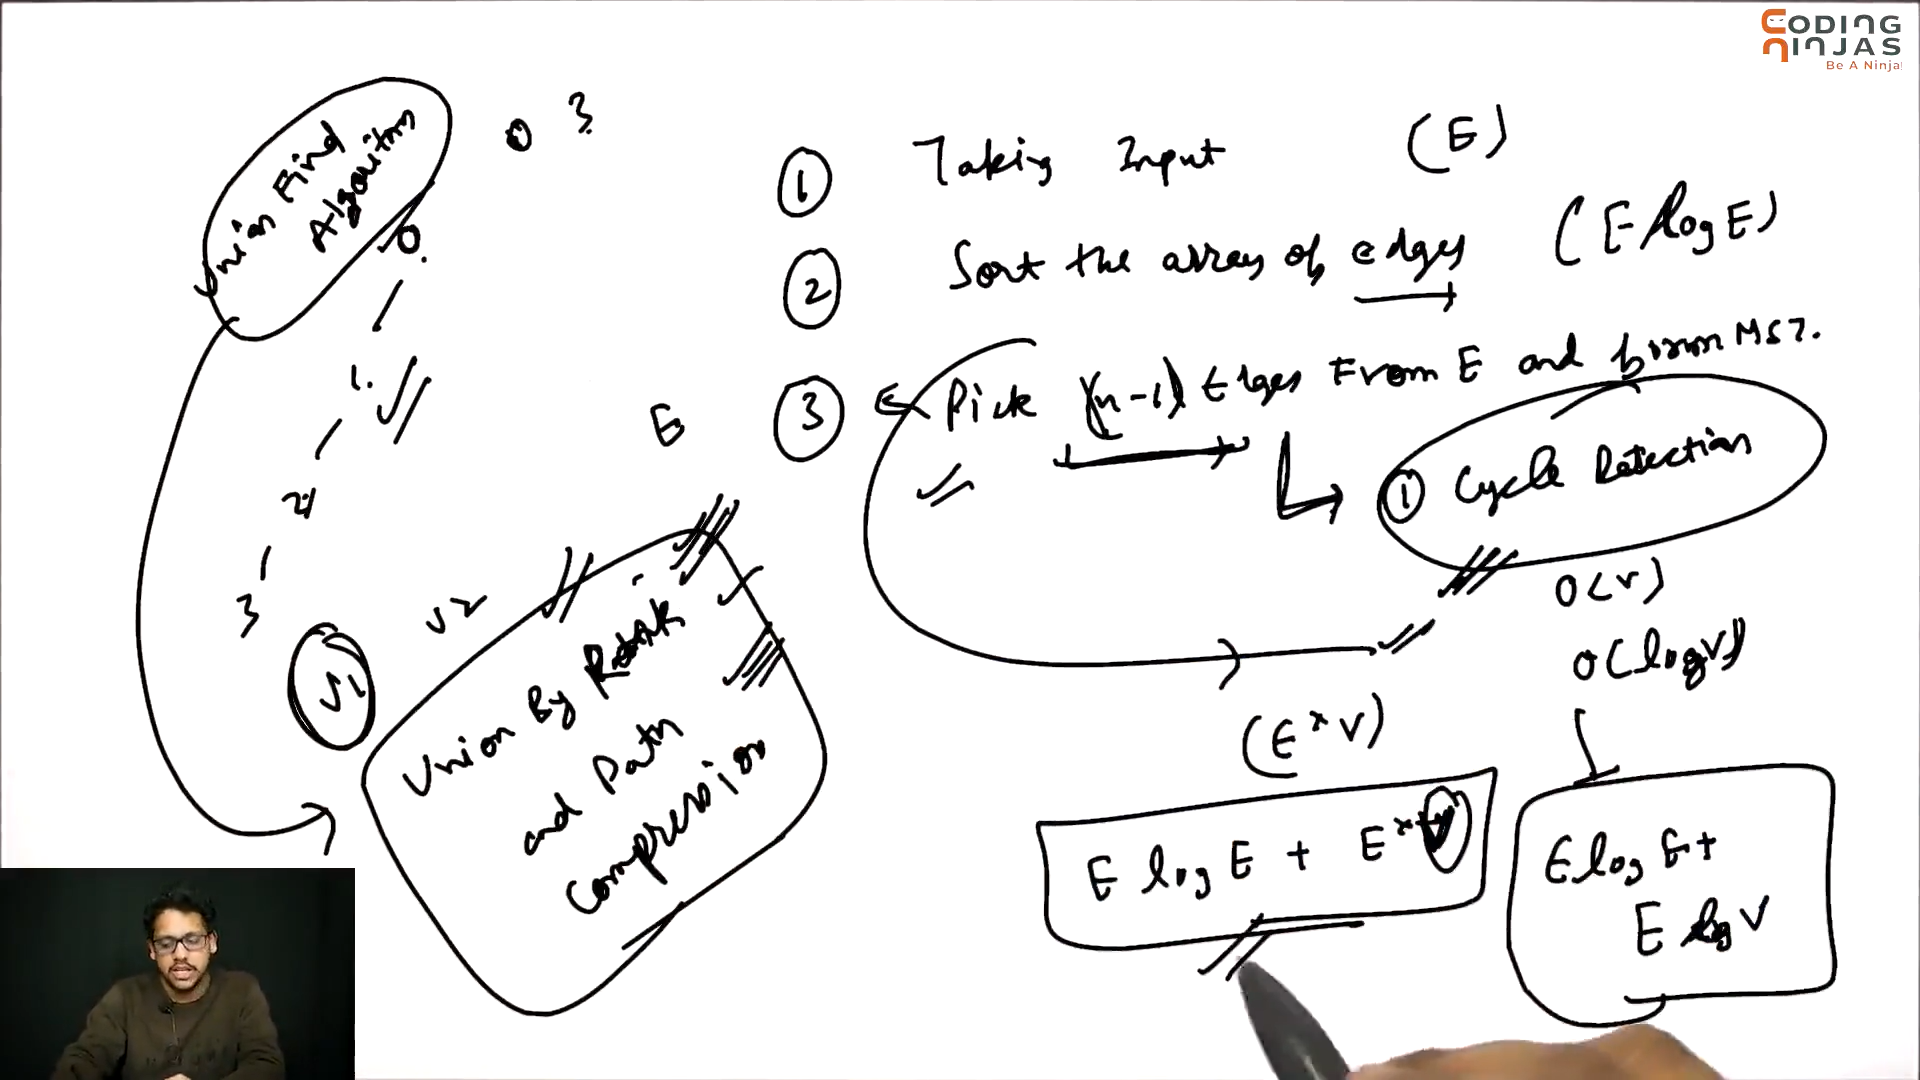 CODING
NINJAS
Be A Ninja!
Union Find
Algorithm
0 3
0
1
2
3
V1
V2
E
Union By Rank
and Path
Compression
1 Taking Input (E)
2 Sort the array of edges (E log E)
3 Pick (n-1) Edges From E and form MST.
1 Cycle Detection
O(V)
O(log V)
(E × V)
E log E + E × V
E log E +
E log V